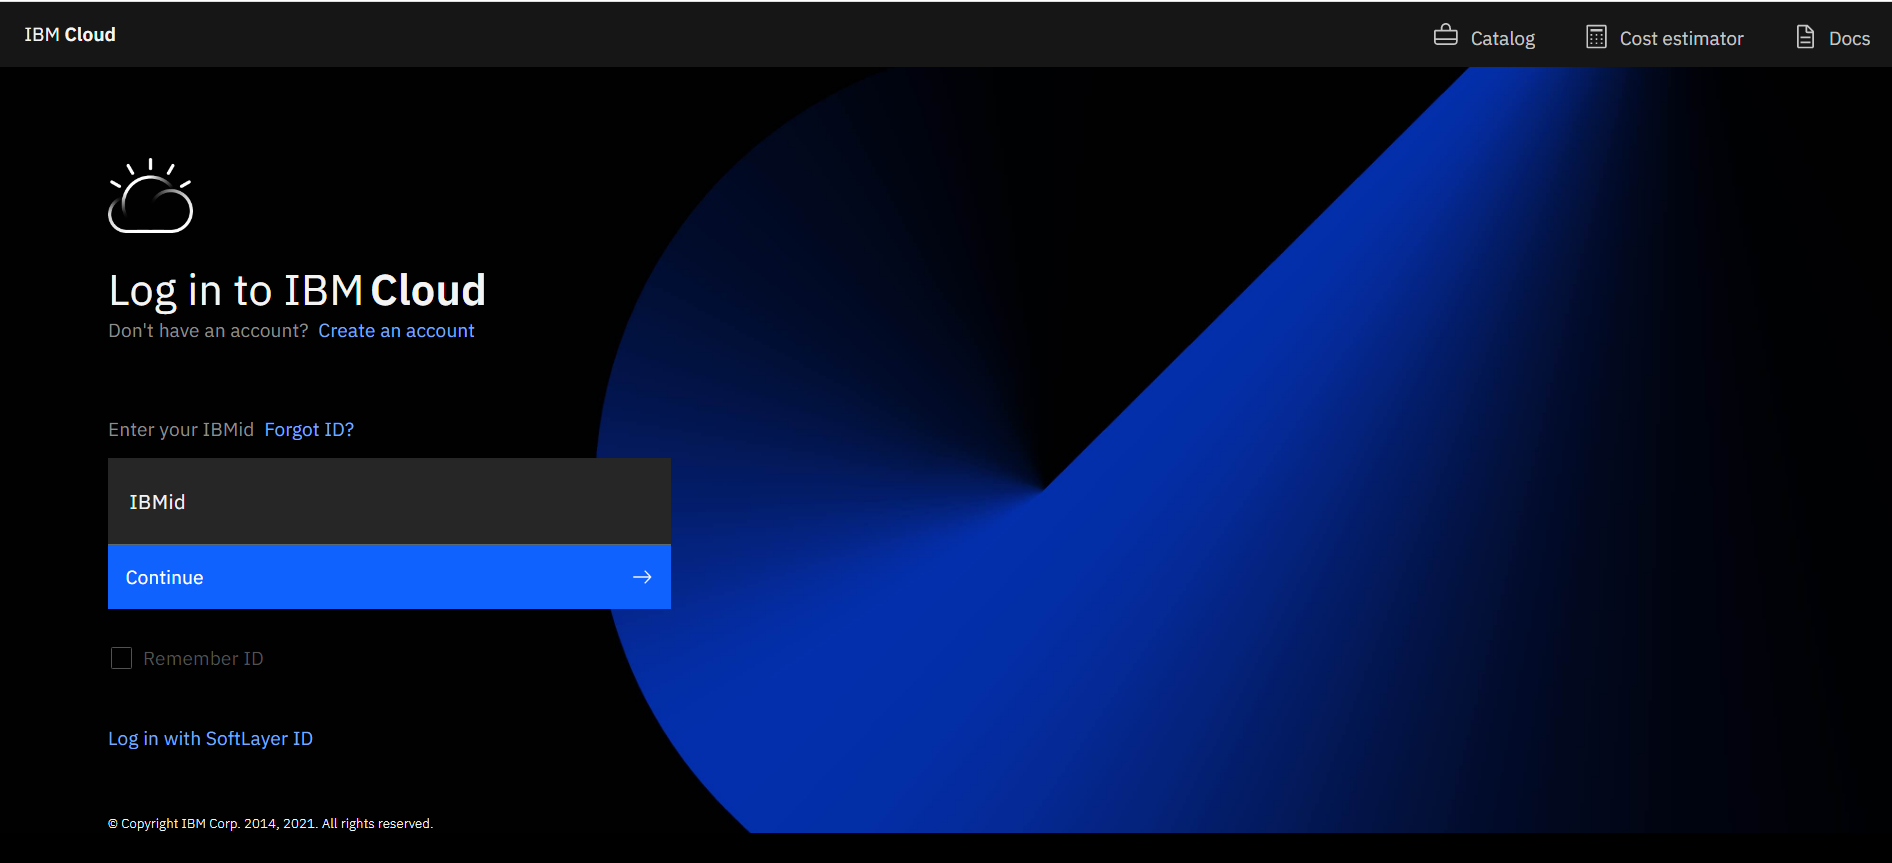 IBM Cloud
Catalog
Cost estimator
Docs
Log in to IBM Cloud
Don't have an account? Create an account
Enter your IBMid Forgot ID?
IBMid
Continue
Remember ID
Log in with SoftLayer ID
© Copyright IBM Corp. 2014, 2021. All rights reserved.